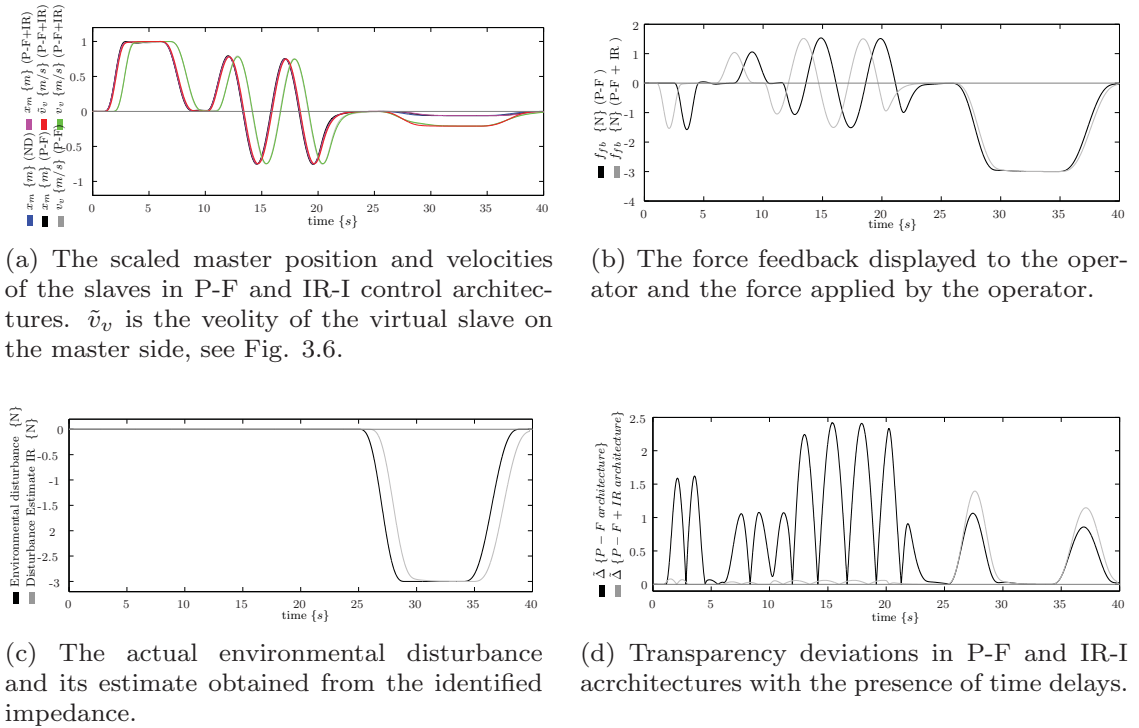 x_m {m} (P-F+IR)
ṽ_v {m/s} (P-F+IR)
v_v {m/s} (P-F+IR)
x_m {m} (ND)
x_m {m} (P-F)
v_v {m/s} (P-F)
1
0.5
0
-0.5
-1
0 5 10 15 20 25 30 35 40
time {s}
(a) The scaled master position and velocities
of the slaves in P-F and IR-I control architec-
tures. ṽ_v is the veolity of the virtual slave on
the master side, see Fig. 3.6.
f_fb {N} (P-F )
f_fb {N} (P-F + IR )
2
1
0
-1
-2
-3
-4
0 5 10 15 20 25 30 35 40
time {s}
(b) The force feedback displayed to the oper-
ator and the force applied by the operator.
Environmental disturbance {N}
Disturbance Estimate IR {N}
0
-0.5
-1
-1.5
2
-2.5
-3
0 5 10 15 20 25 30 35 40
time {s}
(c) The actual environmental disturbance
and its estimate obtained from the identified
impedance.
Δ̃ {P − F architecture}
Δ̃ {P − F + IR architecture}
2.5
2
1.5
1
0.5
0
0 5 10 15 20 25 30 35 40
time {s}
(d) Transparency deviations in P-F and IR-I
acrchitectures with the presence of time delays.